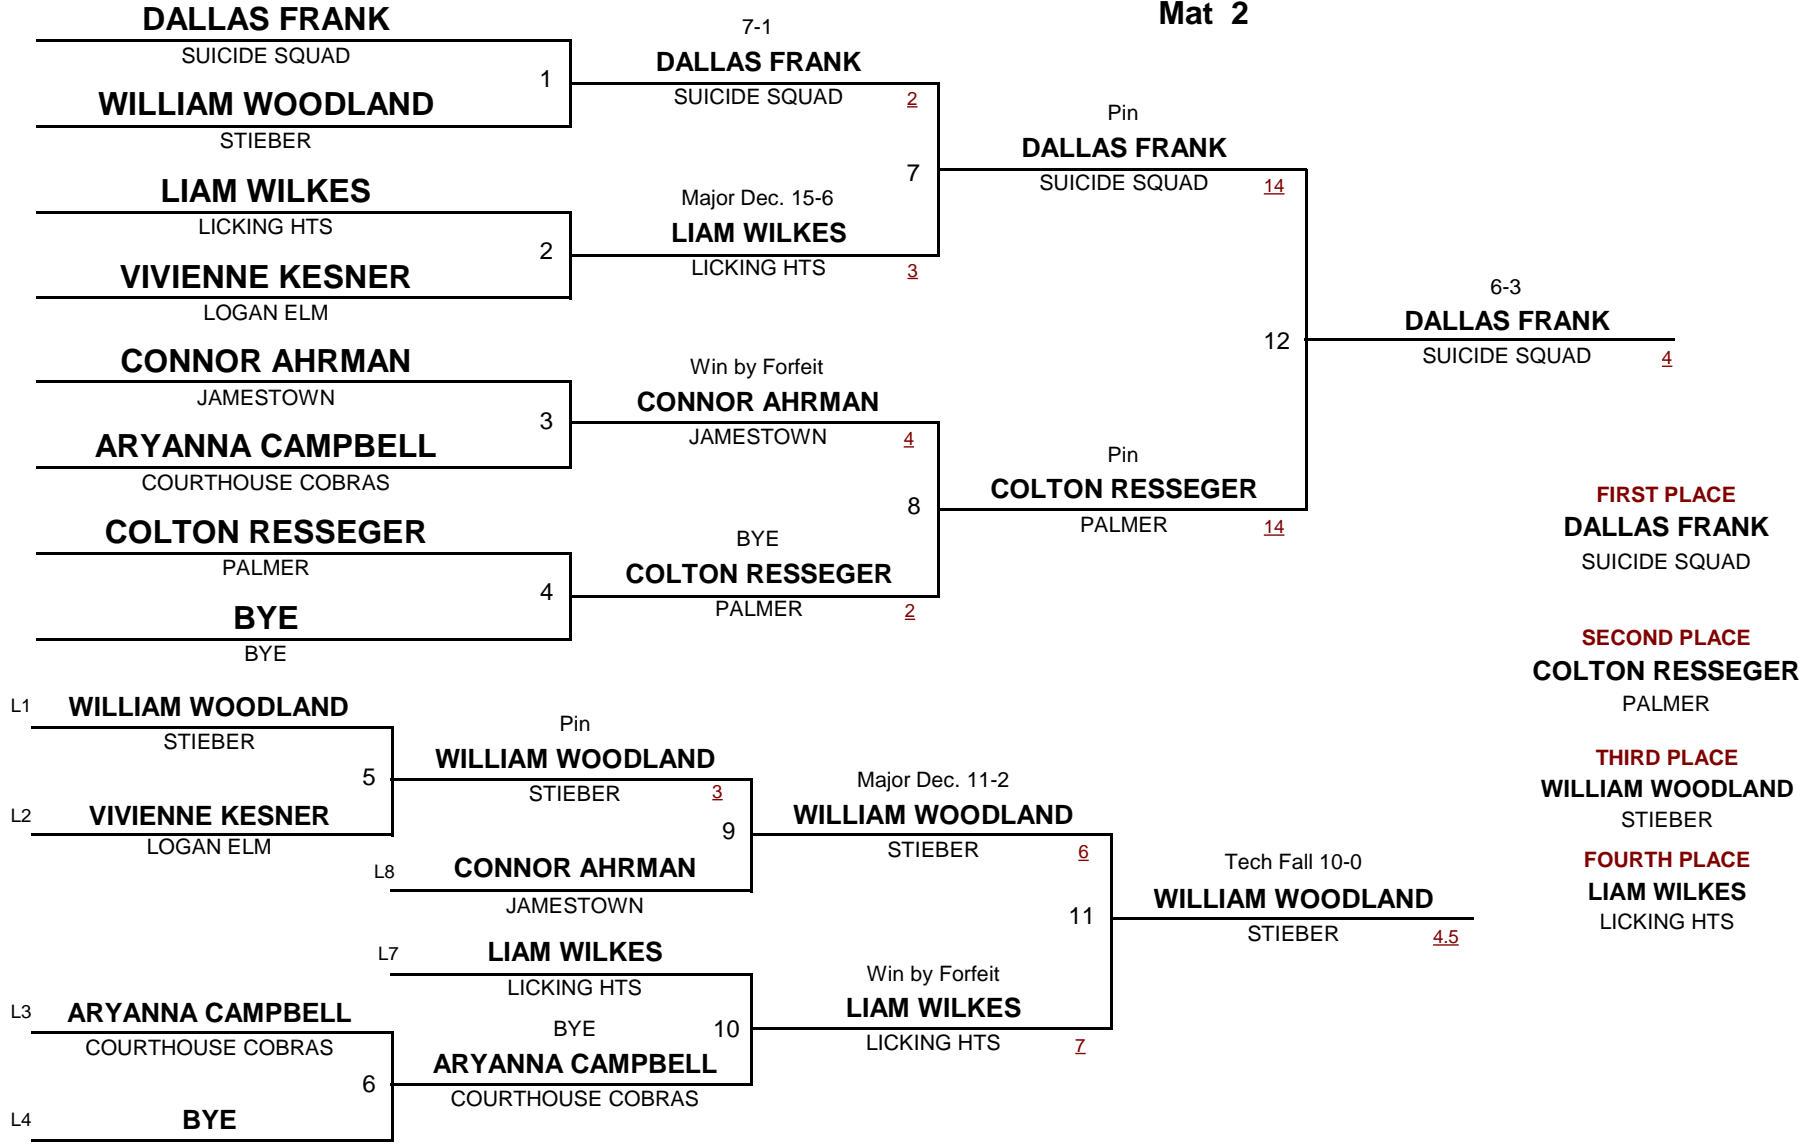 Mat 2
DALLAS FRANK
SUICIDE SQUAD
1
WILLIAM WOODLAND
STIEBER
LIAM WILKES
LICKING HTS
2
VIVIENNE KESNER
LOGAN ELM
CONNOR AHRMAN
JAMESTOWN
3
ARYANNA CAMPBELL
COURTHOUSE COBRAS
COLTON RESSEGER
PALMER
4
BYE
BYE
7-1
DALLAS FRANK
SUICIDE SQUAD 2
7
Major Dec. 15-6
LIAM WILKES
LICKING HTS 3
Win by Forfeit
CONNOR AHRMAN
JAMESTOWN 4
8
BYE
COLTON RESSEGER
PALMER 2
Pin
DALLAS FRANK
SUICIDE SQUAD 14
12
Pin
COLTON RESSEGER
PALMER 14
6-3
DALLAS FRANK
SUICIDE SQUAD 4
FIRST PLACE
DALLAS FRANK
SUICIDE SQUAD
SECOND PLACE
COLTON RESSEGER
PALMER
THIRD PLACE
WILLIAM WOODLAND
STIEBER
FOURTH PLACE
LIAM WILKES
LICKING HTS
L1 WILLIAM WOODLAND
STIEBER
5
L2 VIVIENNE KESNER
LOGAN ELM
L3 ARYANNA CAMPBELL
COURTHOUSE COBRAS
6
L4 BYE
Pin
WILLIAM WOODLAND
STIEBER 3
9
L8 CONNOR AHRMAN
JAMESTOWN
L7 LIAM WILKES
LICKING HTS
BYE 10
ARYANNA CAMPBELL
COURTHOUSE COBRAS
Major Dec. 11-2
WILLIAM WOODLAND
STIEBER 6
11
Win by Forfeit
LIAM WILKES
LICKING HTS 7
Tech Fall 10-0
WILLIAM WOODLAND
STIEBER 4.5